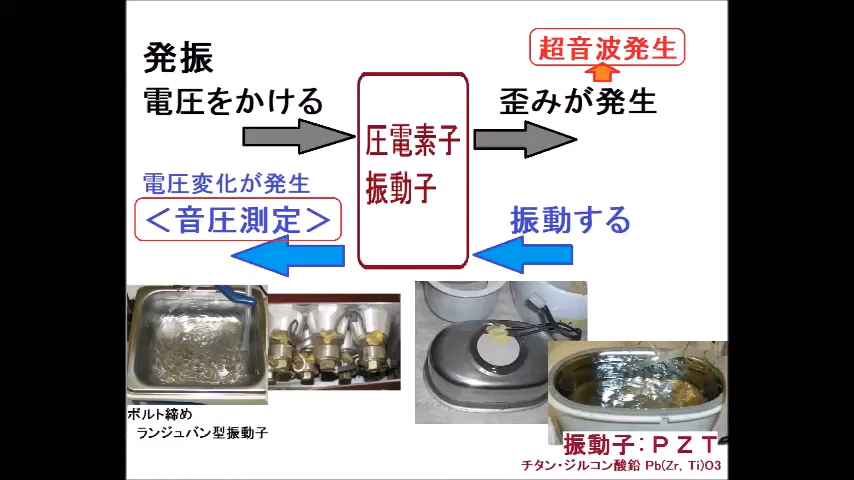 発振
電圧をかける
超音波発生
歪みが発生
圧電素子
振動子
電圧変化が発生
＜音圧測定＞
振動する
ボルト締め
ランジュバン型振動子
振動子：ＰＺＴ
チタン・ジルコン酸鉛 Pb(Zr, Ti)O3